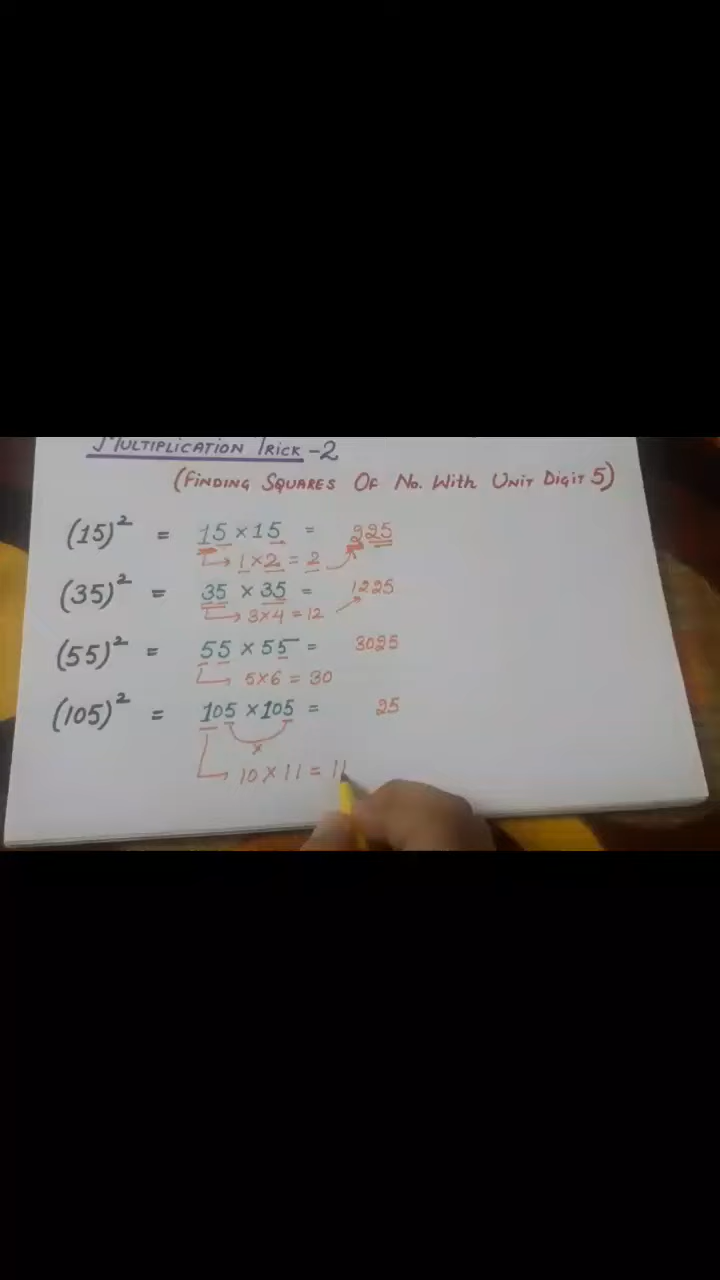 MULTIPLICATION TRICK-2
(FINDING SQUARES OF NO. WITH UNIT DIGIT 5)
(15)² = 15 × 15 = 225
1×2 = 2
(35)² = 35 × 35 = 1225
3×4 = 12
(55)² = 55 × 55 = 3025
5×6 = 30
(105)² = 105 × 105 = 25
×
10 × 11 = 11